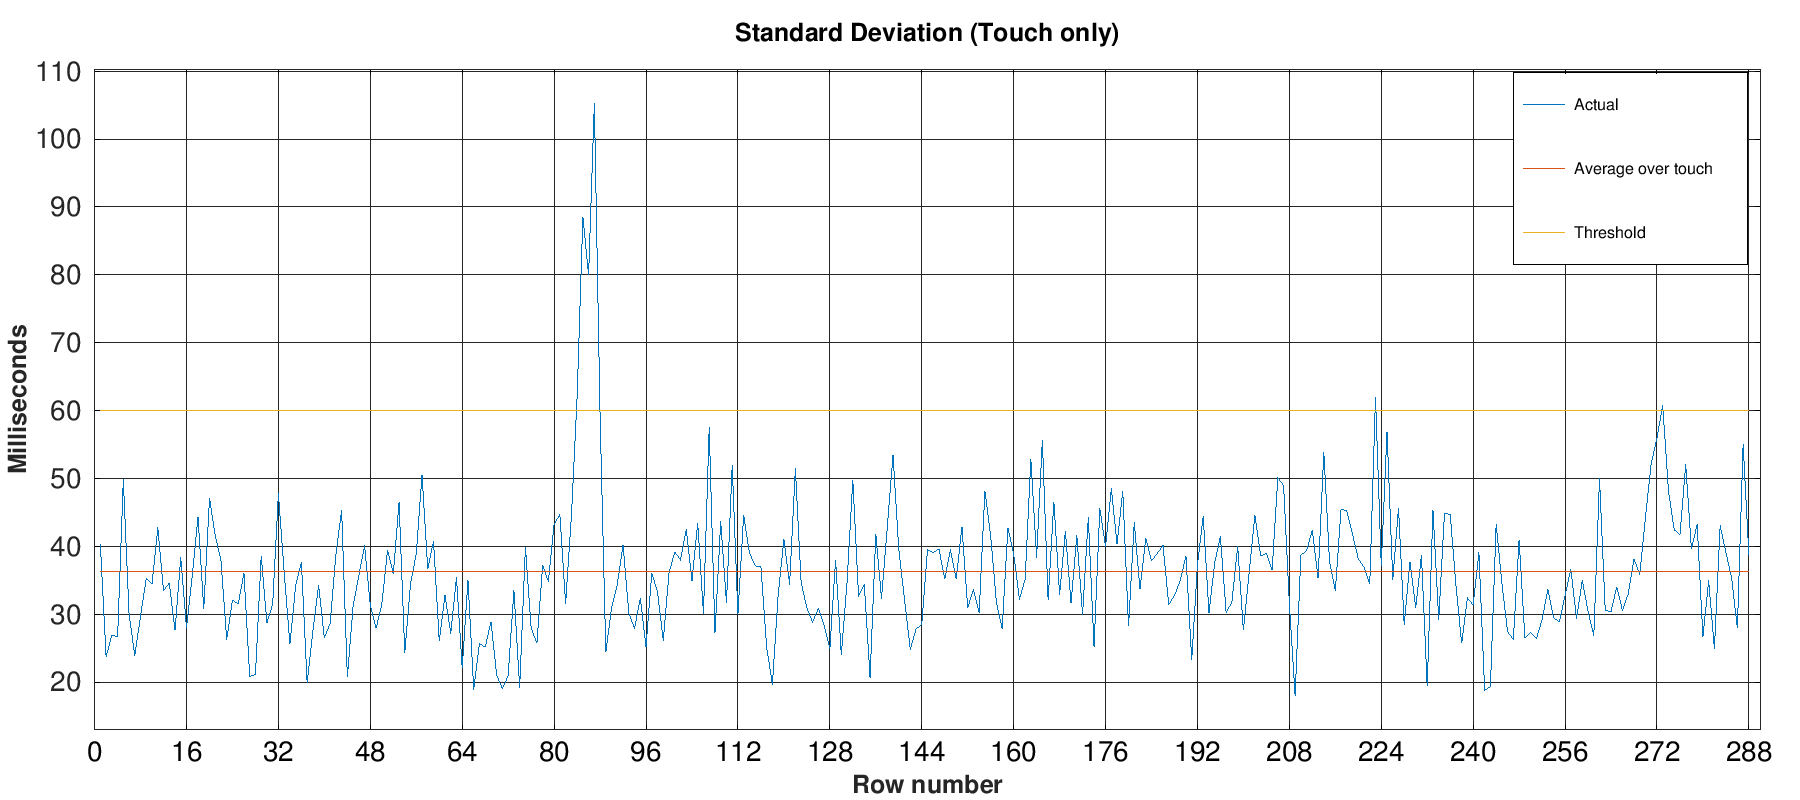 Standard Deviation (Touch only)
110
100
90
80
70
60
50
40
30
20
Milliseconds
Actual
Average over touch
Threshold
0 16 32 48 64 80 96 112 128 144 160 176 192 208 224 240 256 272 288
Row number